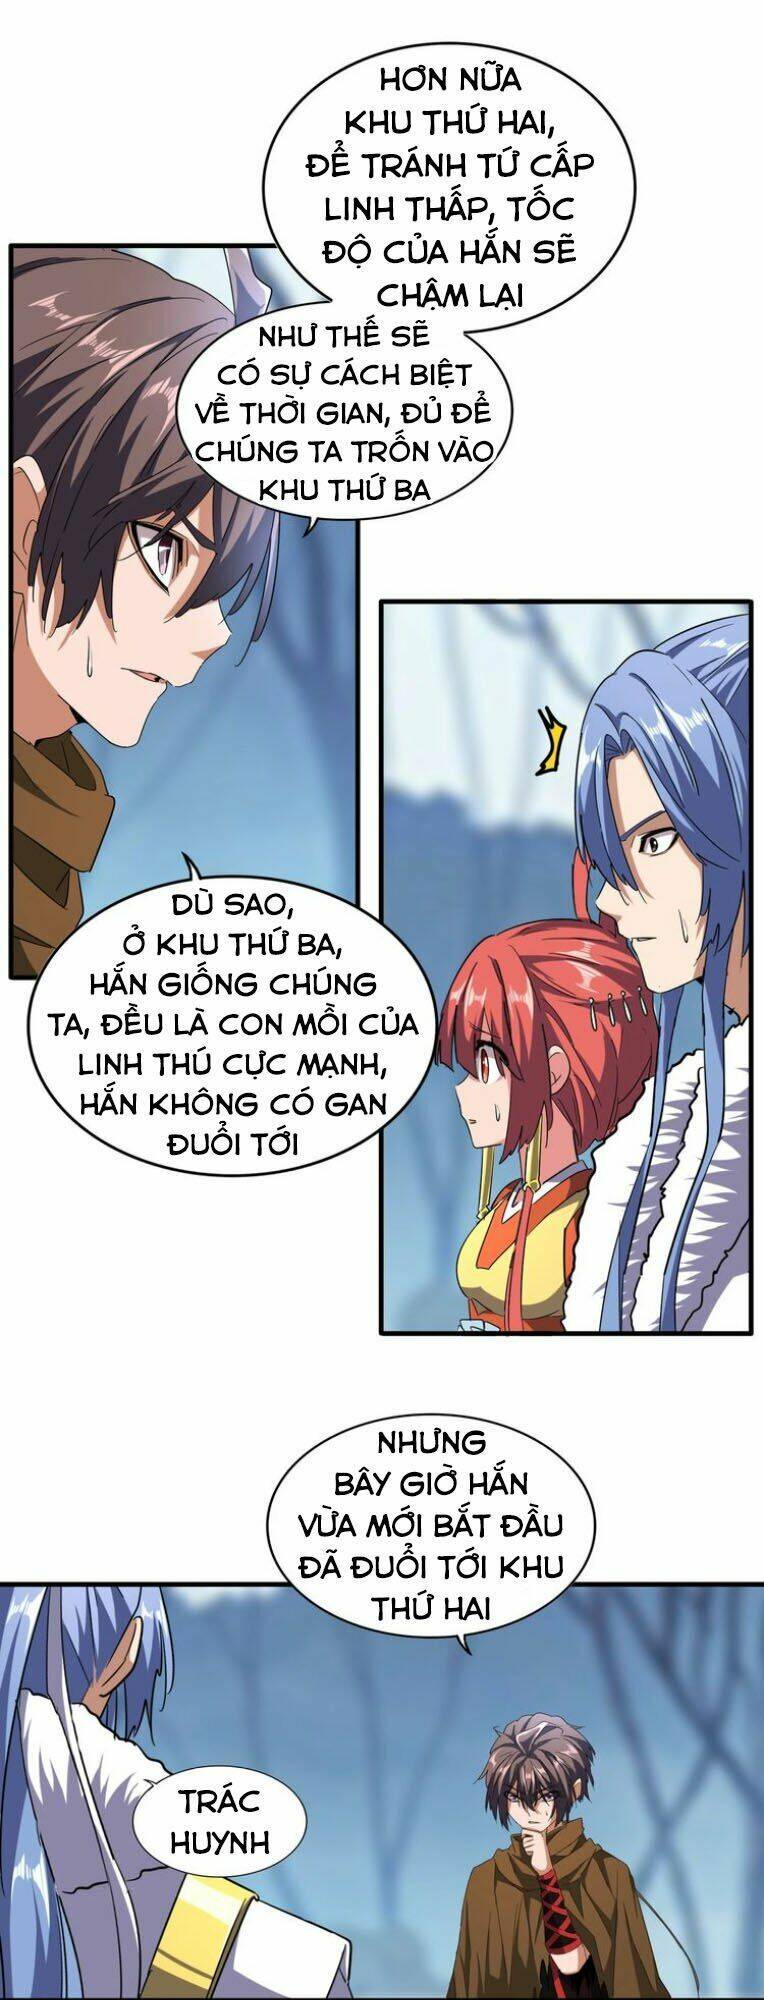 HƠN NỮA
KHU THỨ HAI,
ĐỂ TRÁNH TỨ CẤP
LINH THẤP, TỐC
ĐỘ CỦA HẮN SẼ
CHẬM LẠI
NHƯ THẾ SẼ
CÓ SỰ CÁCH BIỆT
VỀ THỜI GIAN, ĐỦ ĐỂ
CHÚNG TA TRỐN VÀO
KHU THỨ BA
DÙ SAO,
Ở KHU THỨ BA,
HẮN GIỐNG CHÚNG
TA, ĐỀU LÀ CON MỒI CỦA
LINH THÚ CỰC MẠNH,
HẮN KHÔNG CÓ GAN
ĐUỔI TỚI
NHƯNG
BÂY GIỜ HẮN
VỪA MỚI BẮT ĐẦU
ĐÃ ĐUỔI TỚI KHU
THỨ HAI
TRÁC
HUYNH